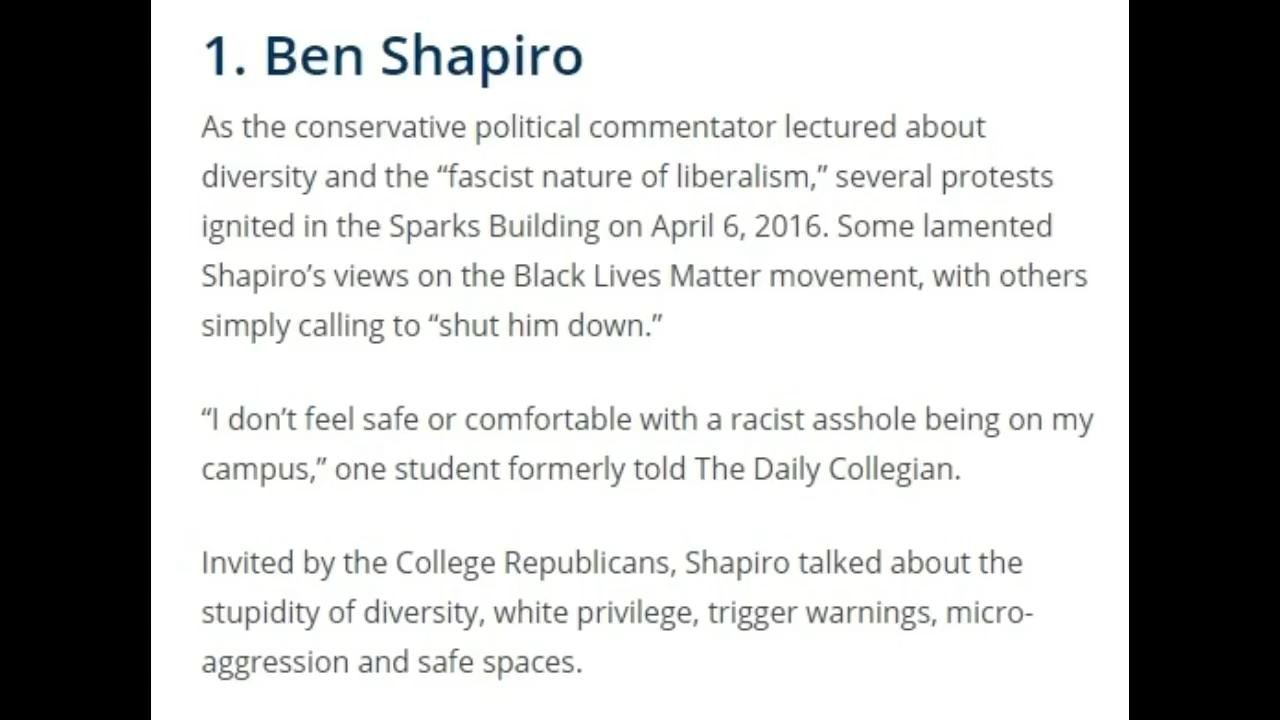 1. Ben Shapiro
As the conservative political commentator lectured about
diversity and the “fascist nature of liberalism,” several protests
ignited in the Sparks Building on April 6, 2016. Some lamented
Shapiro’s views on the Black Lives Matter movement, with others
simply calling to “shut him down.”
“I don’t feel safe or comfortable with a racist asshole being on my
campus,” one student formerly told The Daily Collegian.
Invited by the College Republicans, Shapiro talked about the
stupidity of diversity, white privilege, trigger warnings, micro-
aggression and safe spaces.